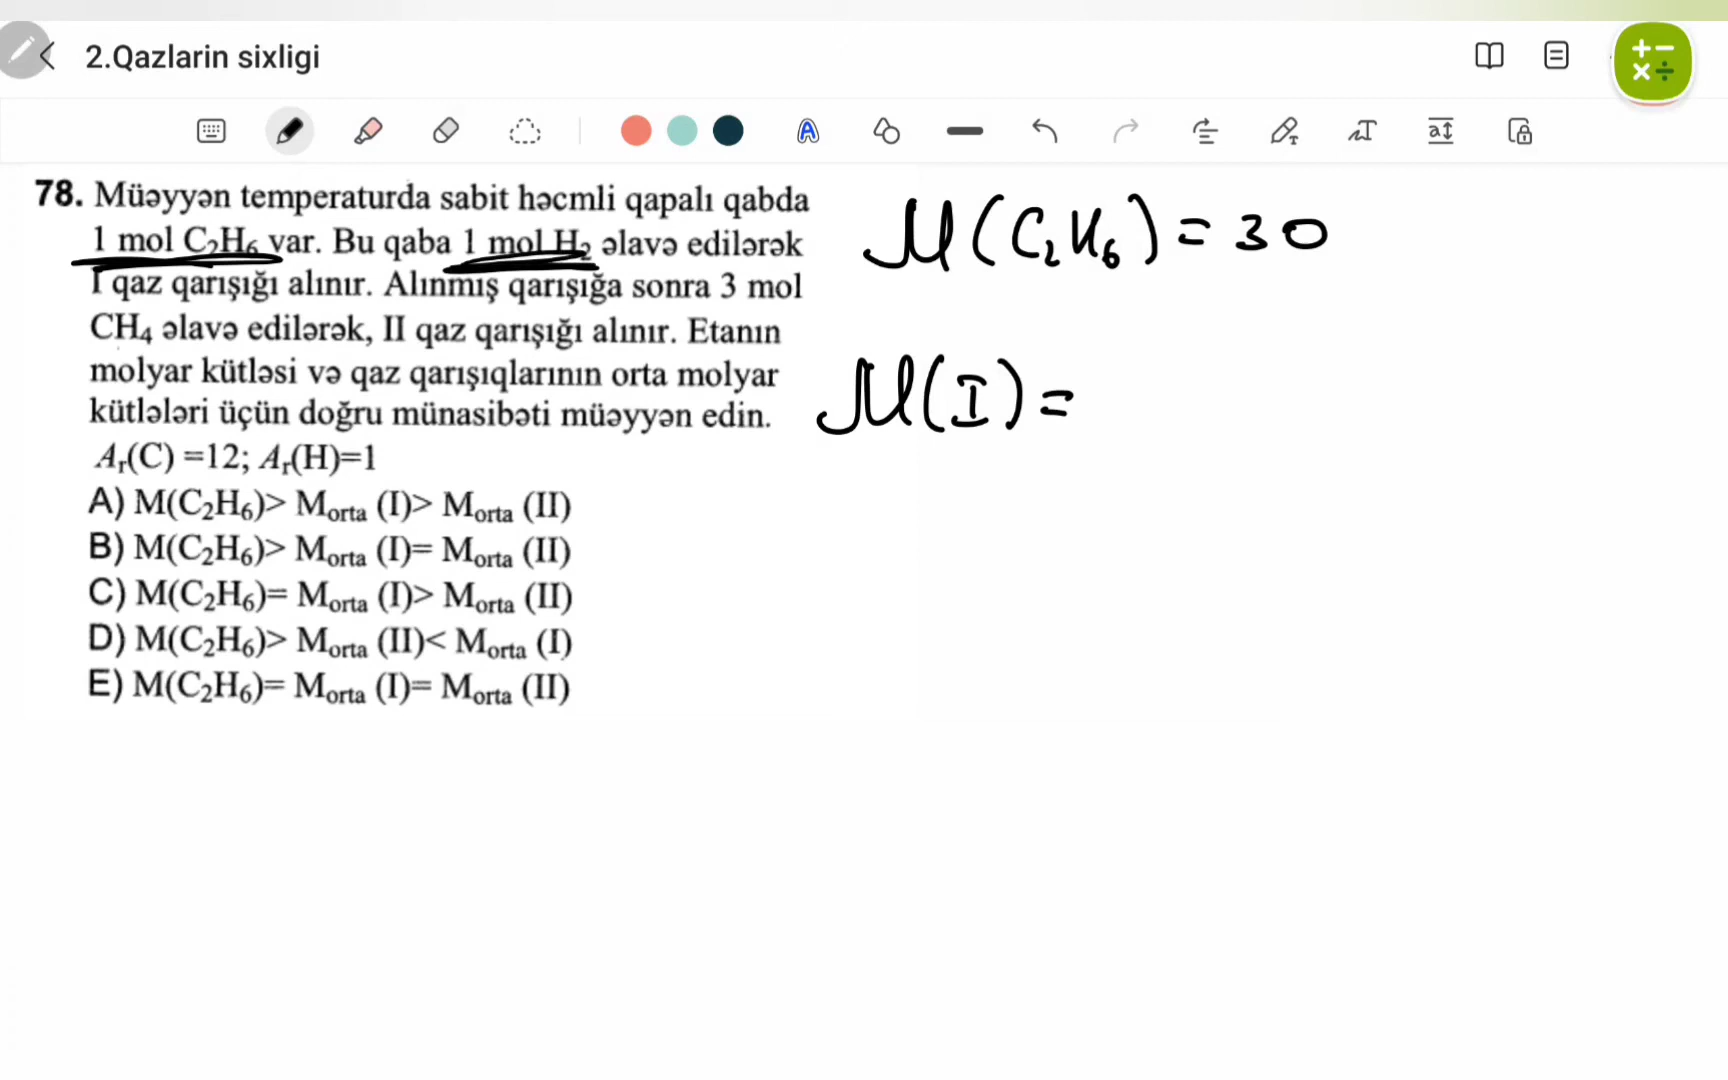 2.Qazlarin sixligi
78. Müəyyən temperaturda sabit həcmli qapalı qabda
1 mol C₂H₆ var. Bu qaba 1 mol H₂ əlavə edilərək
I qaz qarışığı alınır. Alınmış qarışığa sonra 3 mol
CH₄ əlavə edilərək, II qaz qarışığı alınır. Etanın
molyar kütləsi və qaz qarışıqlarının orta molyar
kütlələri üçün doğru münasibəti müəyyən edin.
Aᵣ(C) =12; Aᵣ(H)=1
A) M(C₂H₆)> Morta (I)> Morta (II)
B) M(C₂H₆)> Morta (I)= Morta (II)
C) M(C₂H₆)= Morta (I)> Morta (II)
D) M(C₂H₆)> Morta (II)< Morta (I)
E) M(C₂H₆)= Morta (I)= Morta (II)
M(C₂H₆)=30
M(I)=